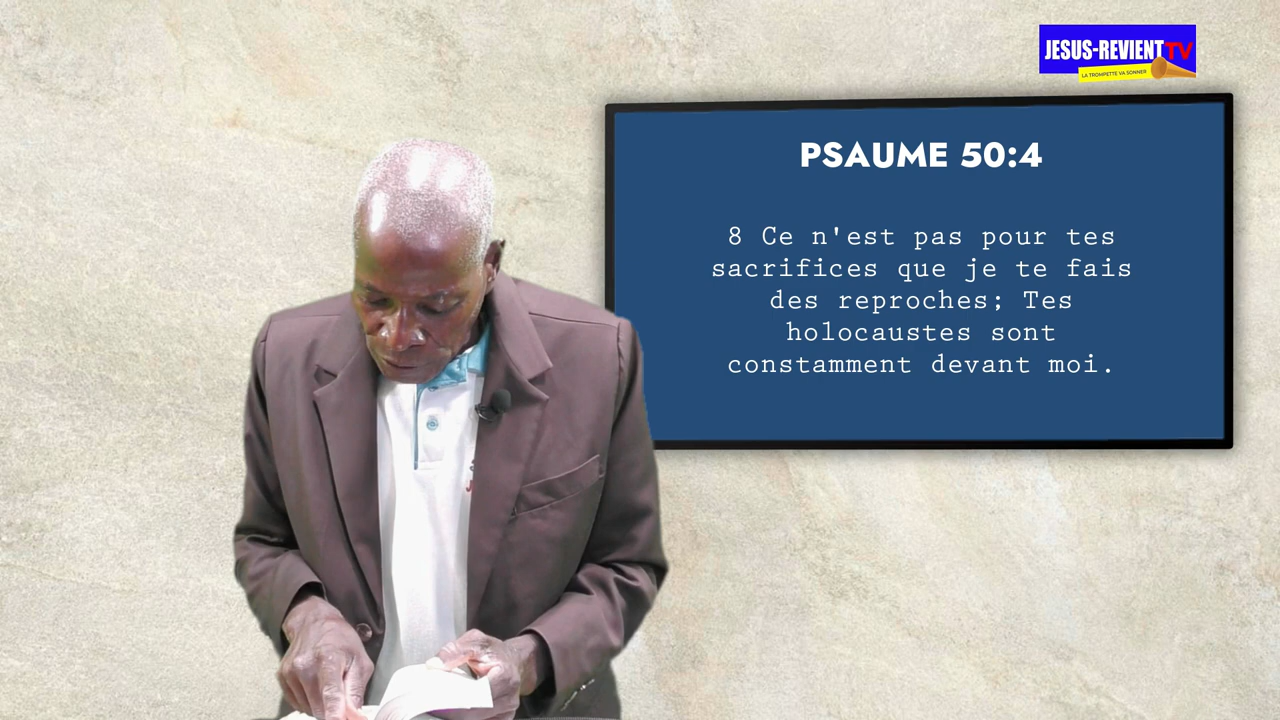 JESUS-REVIENT TV
LA TROMPETTE VA SONNER
PSAUME 50:4
8 Ce n'est pas pour tes
sacrifices que je te fais
des reproches; Tes
holocaustes sont
constamment devant moi.